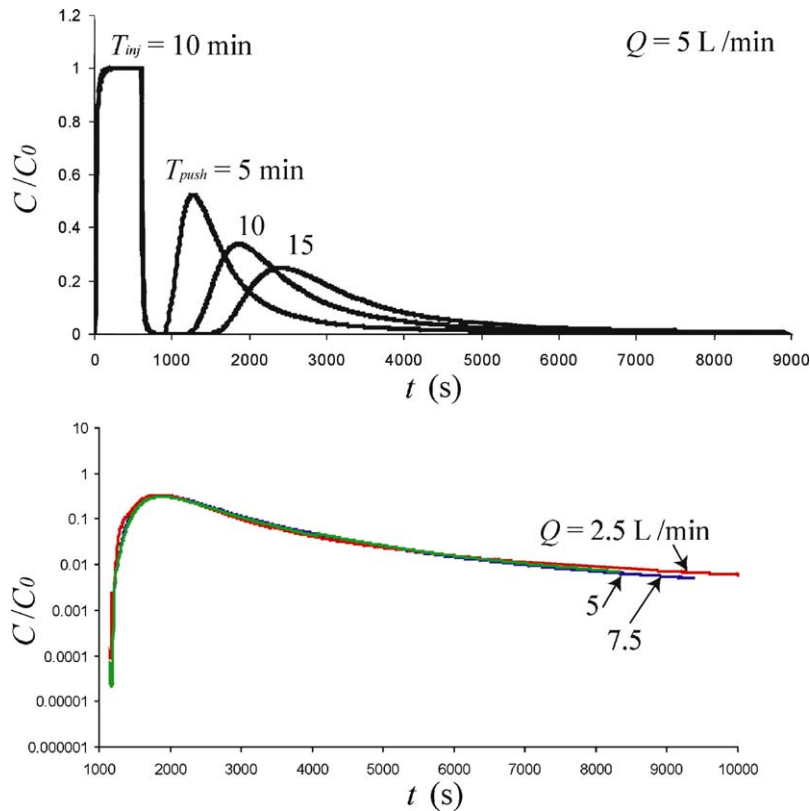 1.2
T_inj = 10 min
Q = 5 L /min
1
0.8
T_push = 5 min
C /C0
0.6
10
0.4
15
0.2
0
0 1000 2000 3000 4000 5000 6000 7000 8000 9000
t (s)
10
1
Q = 2.5 L /min
0.1
C /C0
0.01
5
0.001
7.5
0.0001
0.00001
0.000001
1000 2000 3000 4000 5000 6000 7000 8000 9000 10000
t (s)